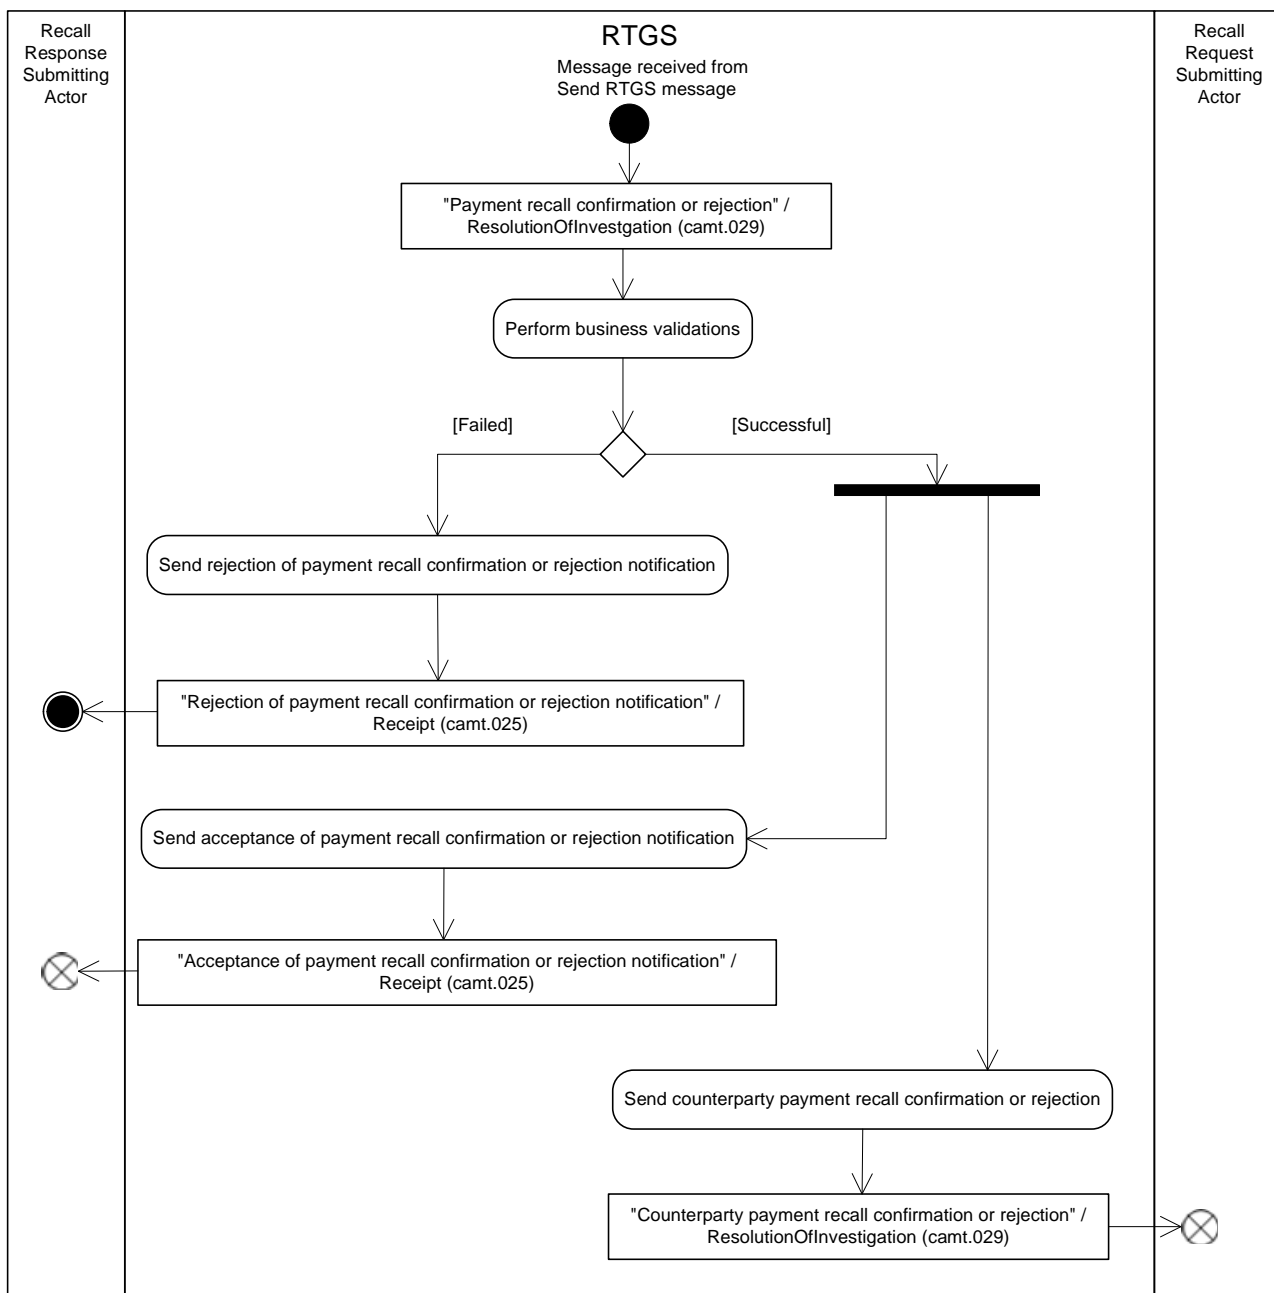 Recall
Response
Submitting
Actor
RTGS
Message received from
Send RTGS message
Recall
Request
Submitting
Actor
"Payment recall confirmation or rejection" /
ResolutionOfInvestgation (camt.029)
Perform business validations
[Failed]
[Successful]
Send rejection of payment recall confirmation or rejection notification
"Rejection of payment recall confirmation or rejection notification" /
Receipt (camt.025)
Send acceptance of payment recall confirmation or rejection notification
"Acceptance of payment recall confirmation or rejection notification" /
Receipt (camt.025)
Send counterparty payment recall confirmation or rejection
"Counterparty payment recall confirmation or rejection" /
ResolutionOfInvestigation (camt.029)